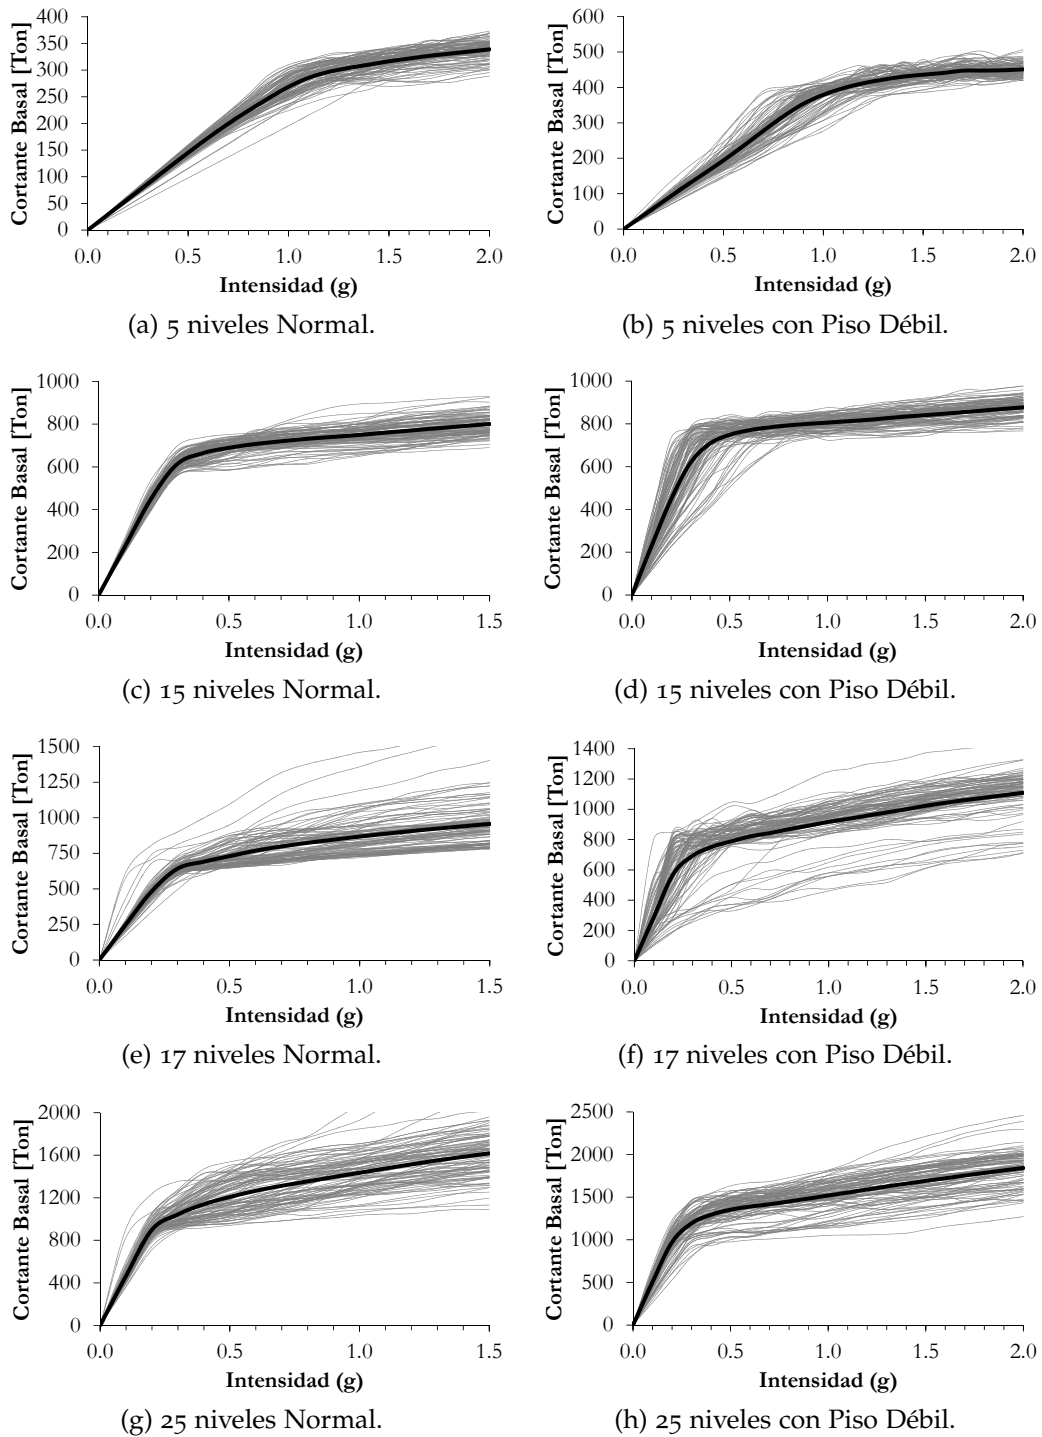 Cortante Basal [Ton]
400
350
300
250
200
150
100
50
0
0.0 0.5 1.0 1.5 2.0
Intensidad (g)
(a) 5 niveles Normal.
Cortante Basal [Ton]
600
500
400
300
200
100
0
0.0 0.5 1.0 1.5 2.0
Intensidad (g)
(b) 5 niveles con Piso Débil.
Cortante Basal [Ton]
1000
800
600
400
200
0
0.0 0.5 1.0 1.5
Intensidad (g)
(c) 15 niveles Normal.
Cortante Basal [Ton]
1000
800
600
400
200
0
0.0 0.5 1.0 1.5 2.0
Intensidad (g)
(d) 15 niveles con Piso Débil.
Cortante Basal [Ton]
1500
1250
1000
750
500
250
0
0.0 0.5 1.0 1.5
Intensidad (g)
(e) 17 niveles Normal.
Cortante Basal [Ton]
1400
1200
1000
800
600
400
200
0
0.0 0.5 1.0 1.5 2.0
Intensidad (g)
(f) 17 niveles con Piso Débil.
Cortante Basal [Ton]
2000
1600
1200
800
400
0
0.0 0.5 1.0 1.5
Intensidad (g)
(g) 25 niveles Normal.
Cortante Basal [Ton]
2500
2000
1500
1000
500
0
0.0 0.5 1.0 1.5 2.0
Intensidad (g)
(h) 25 niveles con Piso Débil.